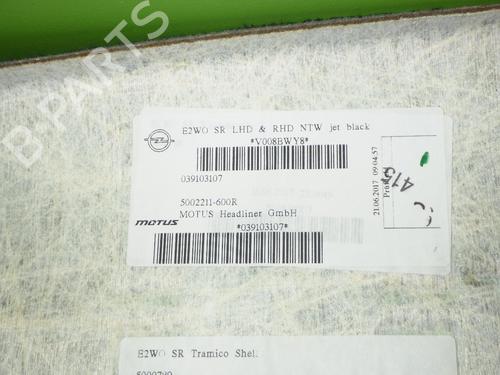 B-PARTS
E2WO SR LHD & RHD NTW jet black
*V008BWY8*
039103107
5002211-600R
MOTUS Headliner GmbH
motus
*039103107*
21.06.2017 09:04:57
415
E2WO SR Tramico Shel.